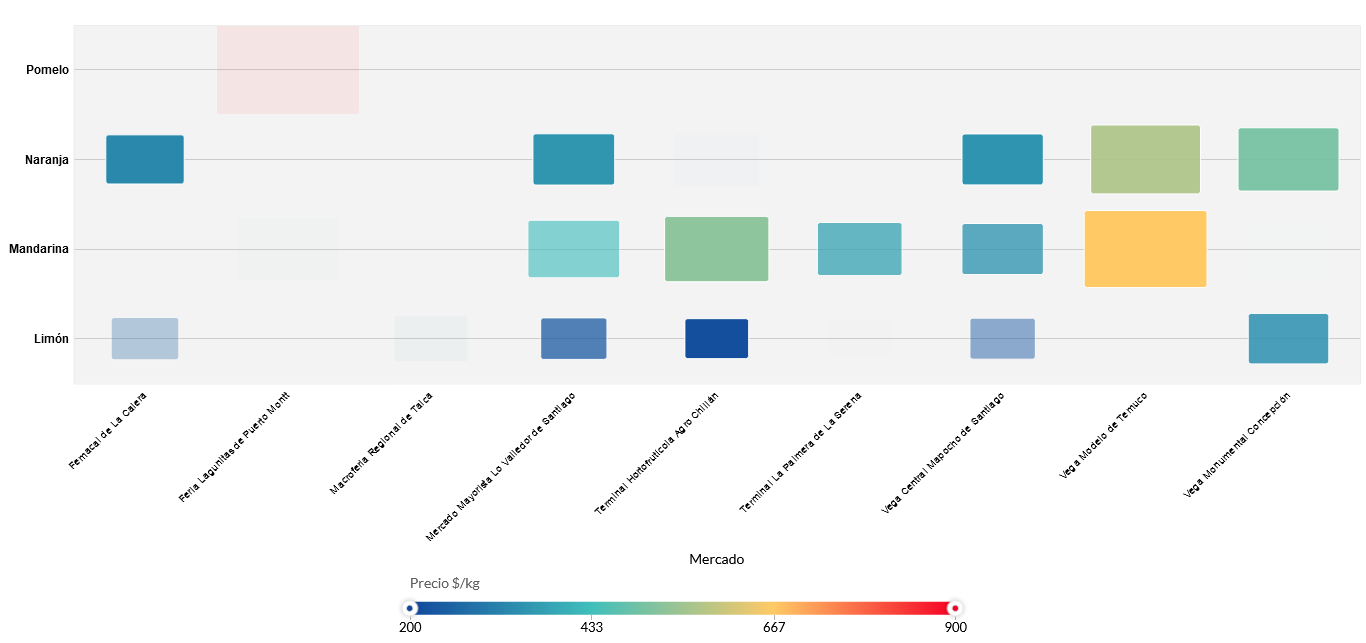 Pomelo
Naranja
Mandarina
Limón
Femacal de La Calera
Feria Lagunitas de Puerto Montt
Macroferia Regional de Talca
Mercado Mayorista Lo Valledor de Santiago
Terminal Hortofrutícola Agro Chillán
Terminal La Palmera de La Serena
Vega Central Mapocho de Santiago
Vega Modelo de Temuco
Vega Monumental Concepción
Mercado
Precio $/kg
200 433 667 900